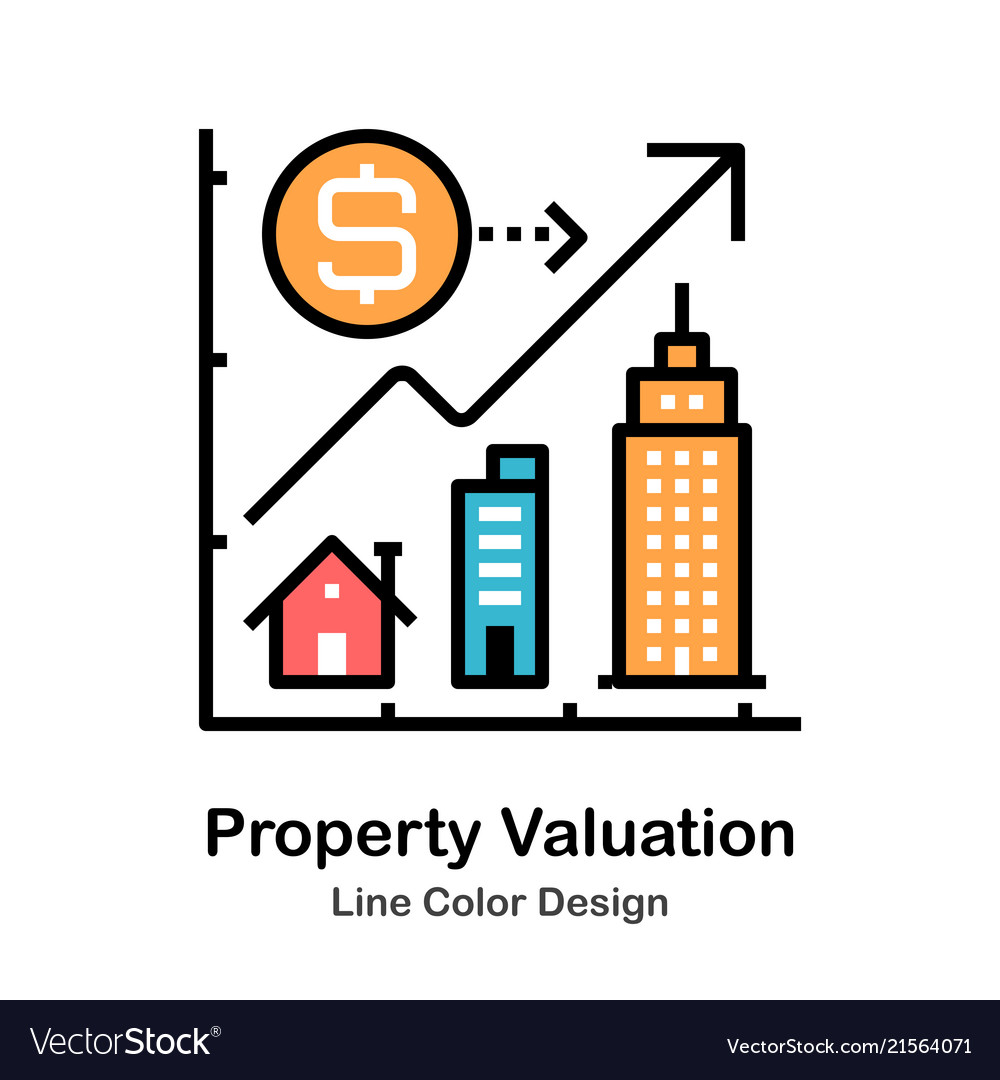 $
Property Valuation
Line Color Design
VectorStock®
VectorStock.com/21564071